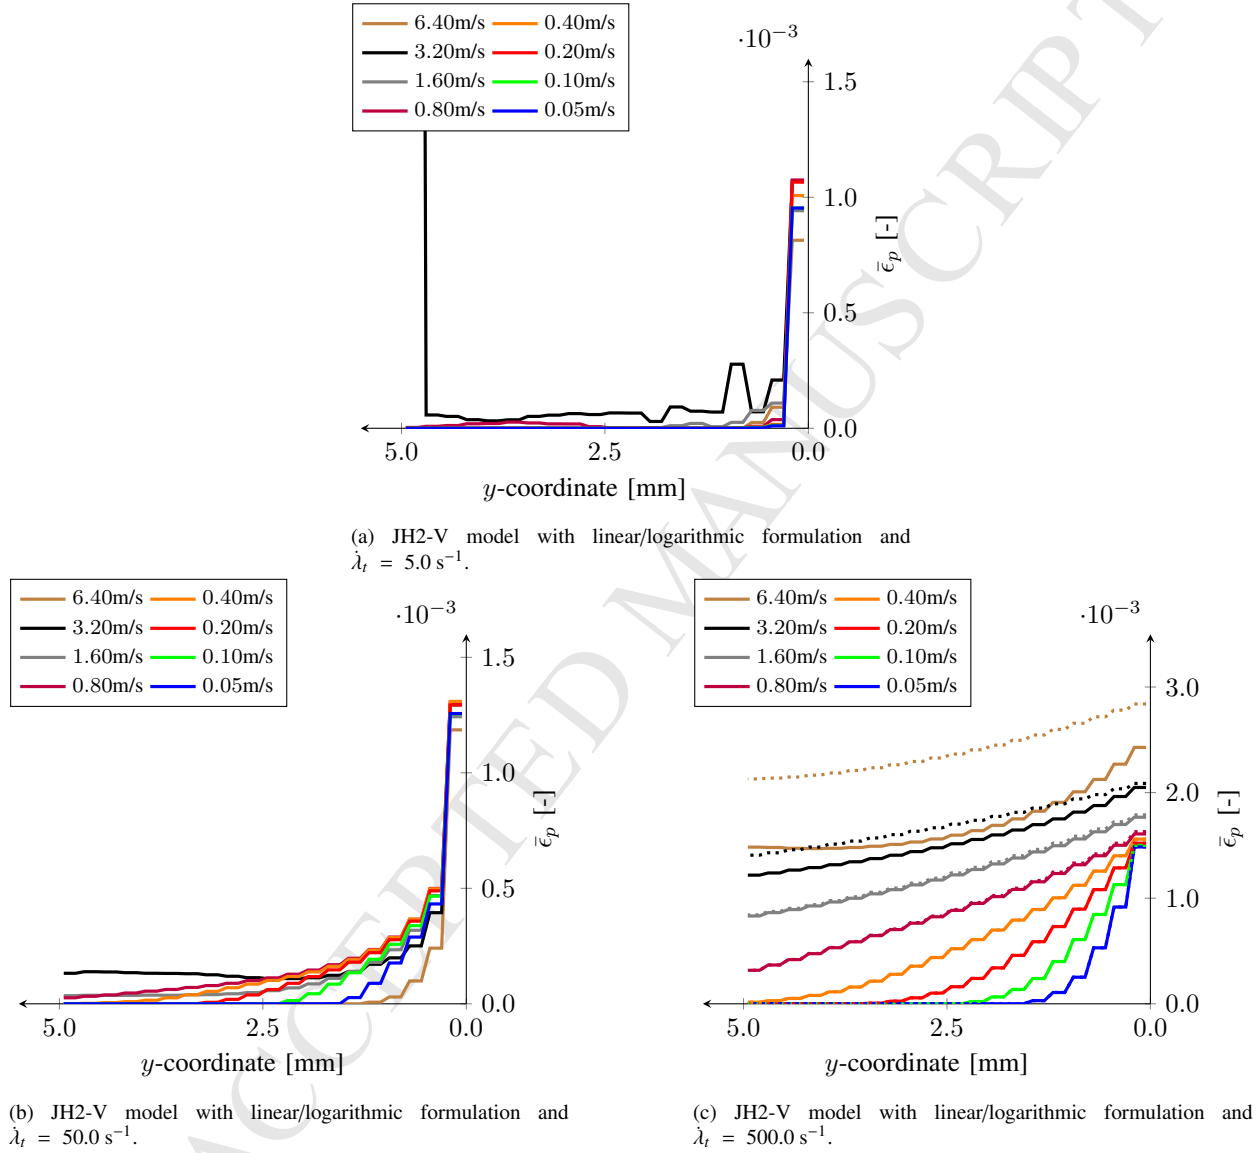 6.40m/s 0.40m/s
3.20m/s 0.20m/s
1.60m/s 0.10m/s
0.80m/s 0.05m/s
·10⁻³
1.5
1.0
0.5
0.0
ε̄ₚ [-]
5.0 2.5 0.0
y-coordinate [mm]
(a) JH2-V model with linear/logarithmic formulation and
λ̇ₜ = 5.0 s⁻¹.
6.40m/s 0.40m/s
3.20m/s 0.20m/s
1.60m/s 0.10m/s
0.80m/s 0.05m/s
·10⁻³
1.5
1.0
0.5
0.0
ε̄ₚ [-]
5.0 2.5 0.0
y-coordinate [mm]
(b) JH2-V model with linear/logarithmic formulation and
λ̇ₜ = 50.0 s⁻¹.
6.40m/s 0.40m/s
3.20m/s 0.20m/s
1.60m/s 0.10m/s
0.80m/s 0.05m/s
·10⁻³
3.0
2.0
1.0
0.0
ε̄ₚ [-]
5.0 2.5 0.0
y-coordinate [mm]
(c) JH2-V model with linear/logarithmic formulation and
λ̇ₜ = 500.0 s⁻¹.
ACCEPTED MANUSCRIPT